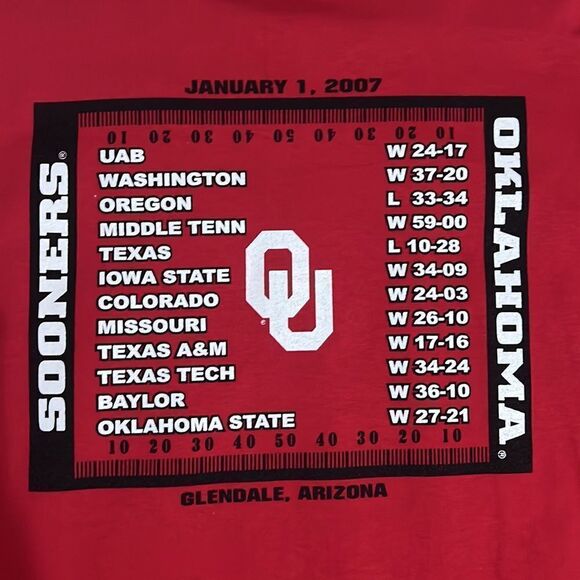 JANUARY 1, 2007
10 20 30 40 50 40 30 20 10
SOONERS®
OKLAHOMA®
UAB W 24-17
WASHINGTON W 37-20
OREGON L 33-34
MIDDLE TENN W 59-00
TEXAS L 10-28
IOWA STATE W 34-09
COLORADO W 24-03
MISSOURI W 26-10
TEXAS A&M W 17-16
TEXAS TECH W 34-24
BAYLOR W 36-10
OKLAHOMA STATE W 27-21
OU®
10 20 30 40 50 40 30 20 10
GLENDALE, ARIZONA